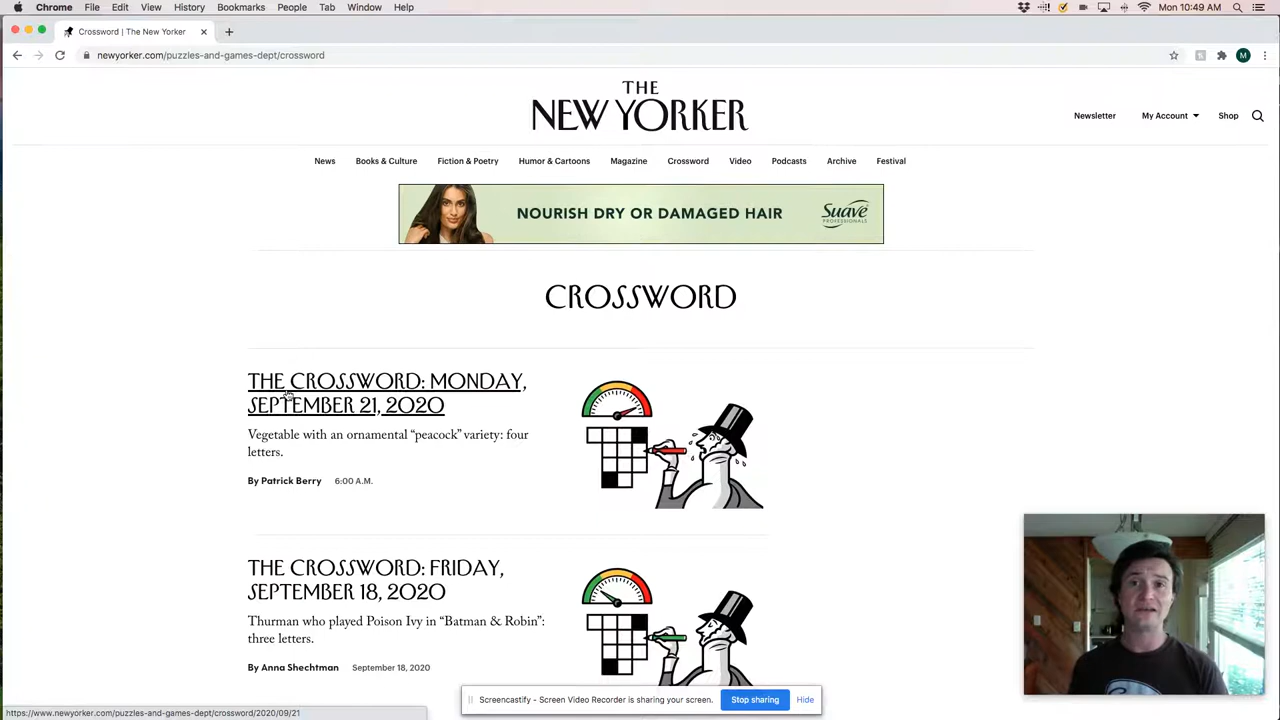 Chrome File Edit View History Bookmarks People Tab Window Help
Mon 10:49 AM
Crossword | The New Yorker
newyorker.com/puzzles-and-games-dept/crossword
M
THE
NEW YORKER
Newsletter My Account Shop
News Books & Culture Fiction & Poetry Humor & Cartoons Magazine Crossword Video Podcasts Archive Festival
NOURISH DRY OR DAMAGED HAIR
Suave
PROFESSIONALS
CROSSWORD
THE CROSSWORD: MONDAY,
SEPTEMBER 21, 2020
Vegetable with an ornamental “peacock” variety: four
letters.
By Patrick Berry 6:00 A.M.
THE CROSSWORD: FRIDAY,
SEPTEMBER 18, 2020
Thurman who played Poison Ivy in “Batman & Robin”:
three letters.
By Anna Shechtman September 18, 2020
Screencastify - Screen Video Recorder is sharing your screen. Stop sharing Hide
https://www.newyorker.com/puzzles-and-games-dept/crossword/2020/09/21